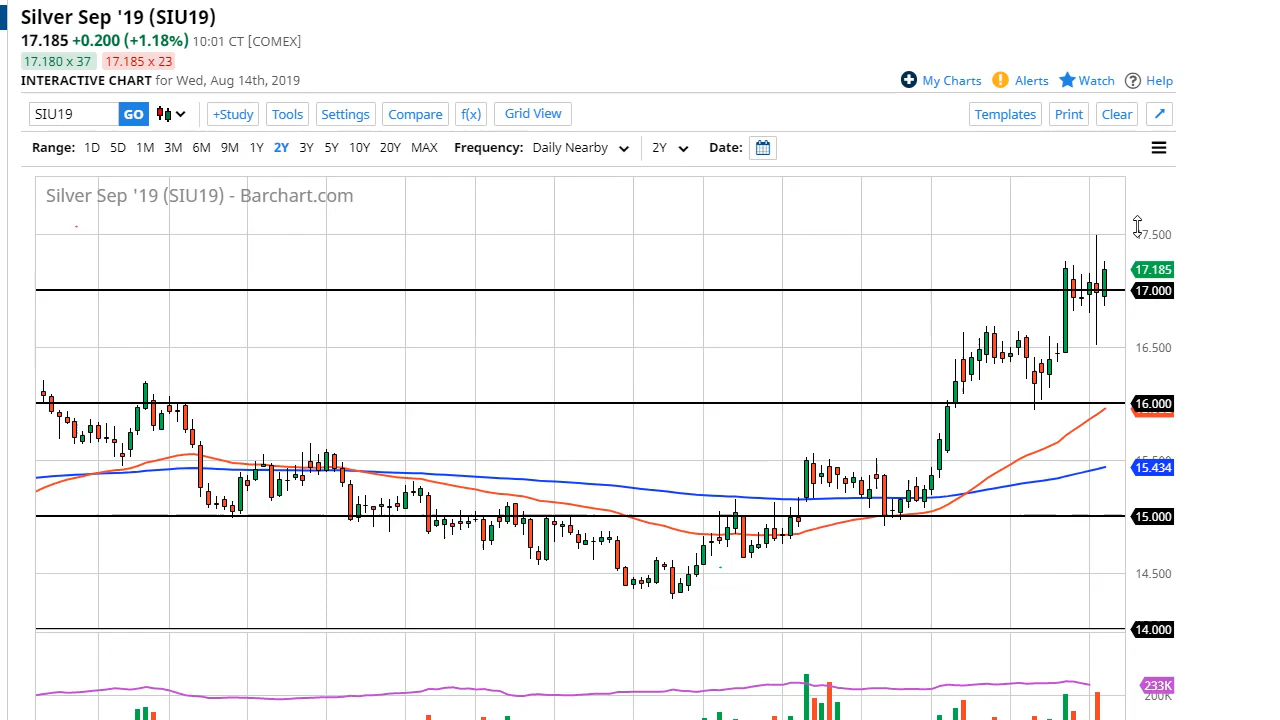 Silver Sep '19 (SIU19)
17.185 +0.200 (+1.18%) 10:01 CT [COMEX]
17.180 x 37 17.185 x 23
INTERACTIVE CHART for Wed, Aug 14th, 2019
My Charts Alerts Watch Help
SIU19 GO +Study Tools Settings Compare f(x) Grid View Templates Print Clear
Range: 1D 5D 1M 3M 6M 9M 1Y 2Y 3Y 5Y 10Y 20Y MAX Frequency: Daily Nearby 2Y Date:
Silver Sep '19 (SIU19) - Barchart.com
17.500
17.185
17.000
16.500
16.000
15.434
15.000
14.500
14.000
233K
200K